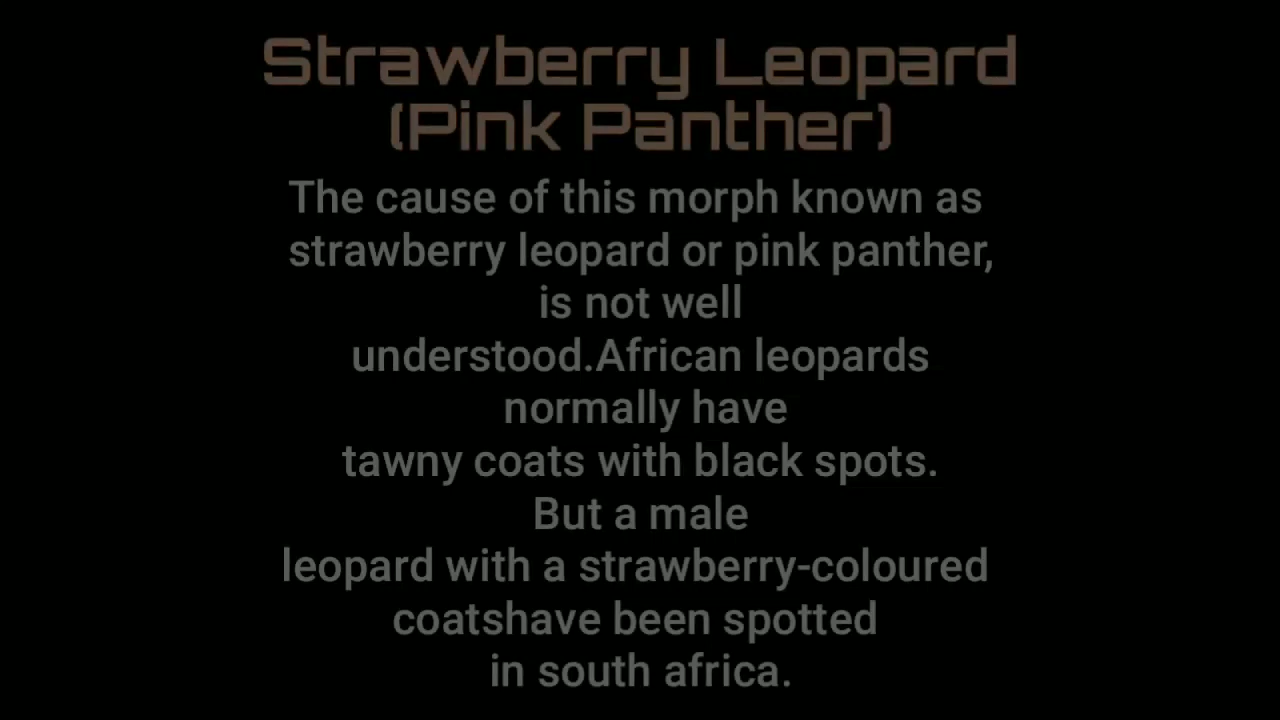 Strawberry Leopard
(Pink Panther)
The cause of this morph known as
strawberry leopard or pink panther,
is not well
understood.African leopards
normally have
tawny coats with black spots.
But a male
leopard with a strawberry-coloured
coatshave been spotted
in south africa.